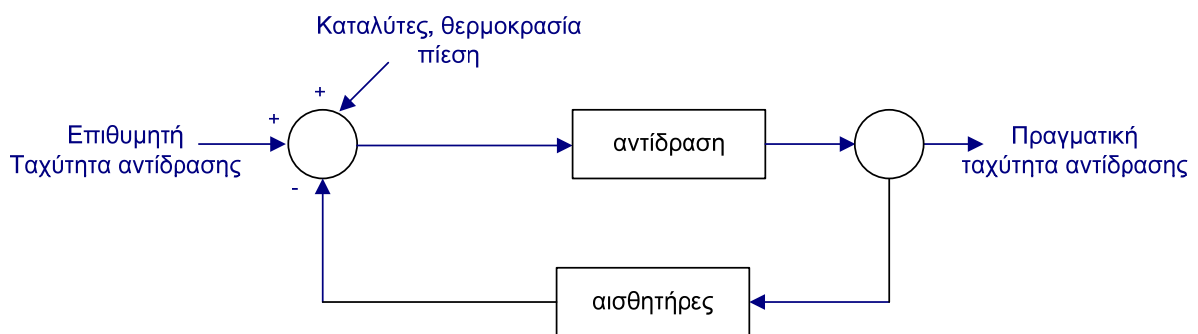 Καταλύτες, θερμοκρασία
πίεση
+
+
Επιθυμητή
Ταχύτητα αντίδρασης
-
αντίδραση
Πραγματική
ταχύτητα αντίδρασης
αισθητήρες